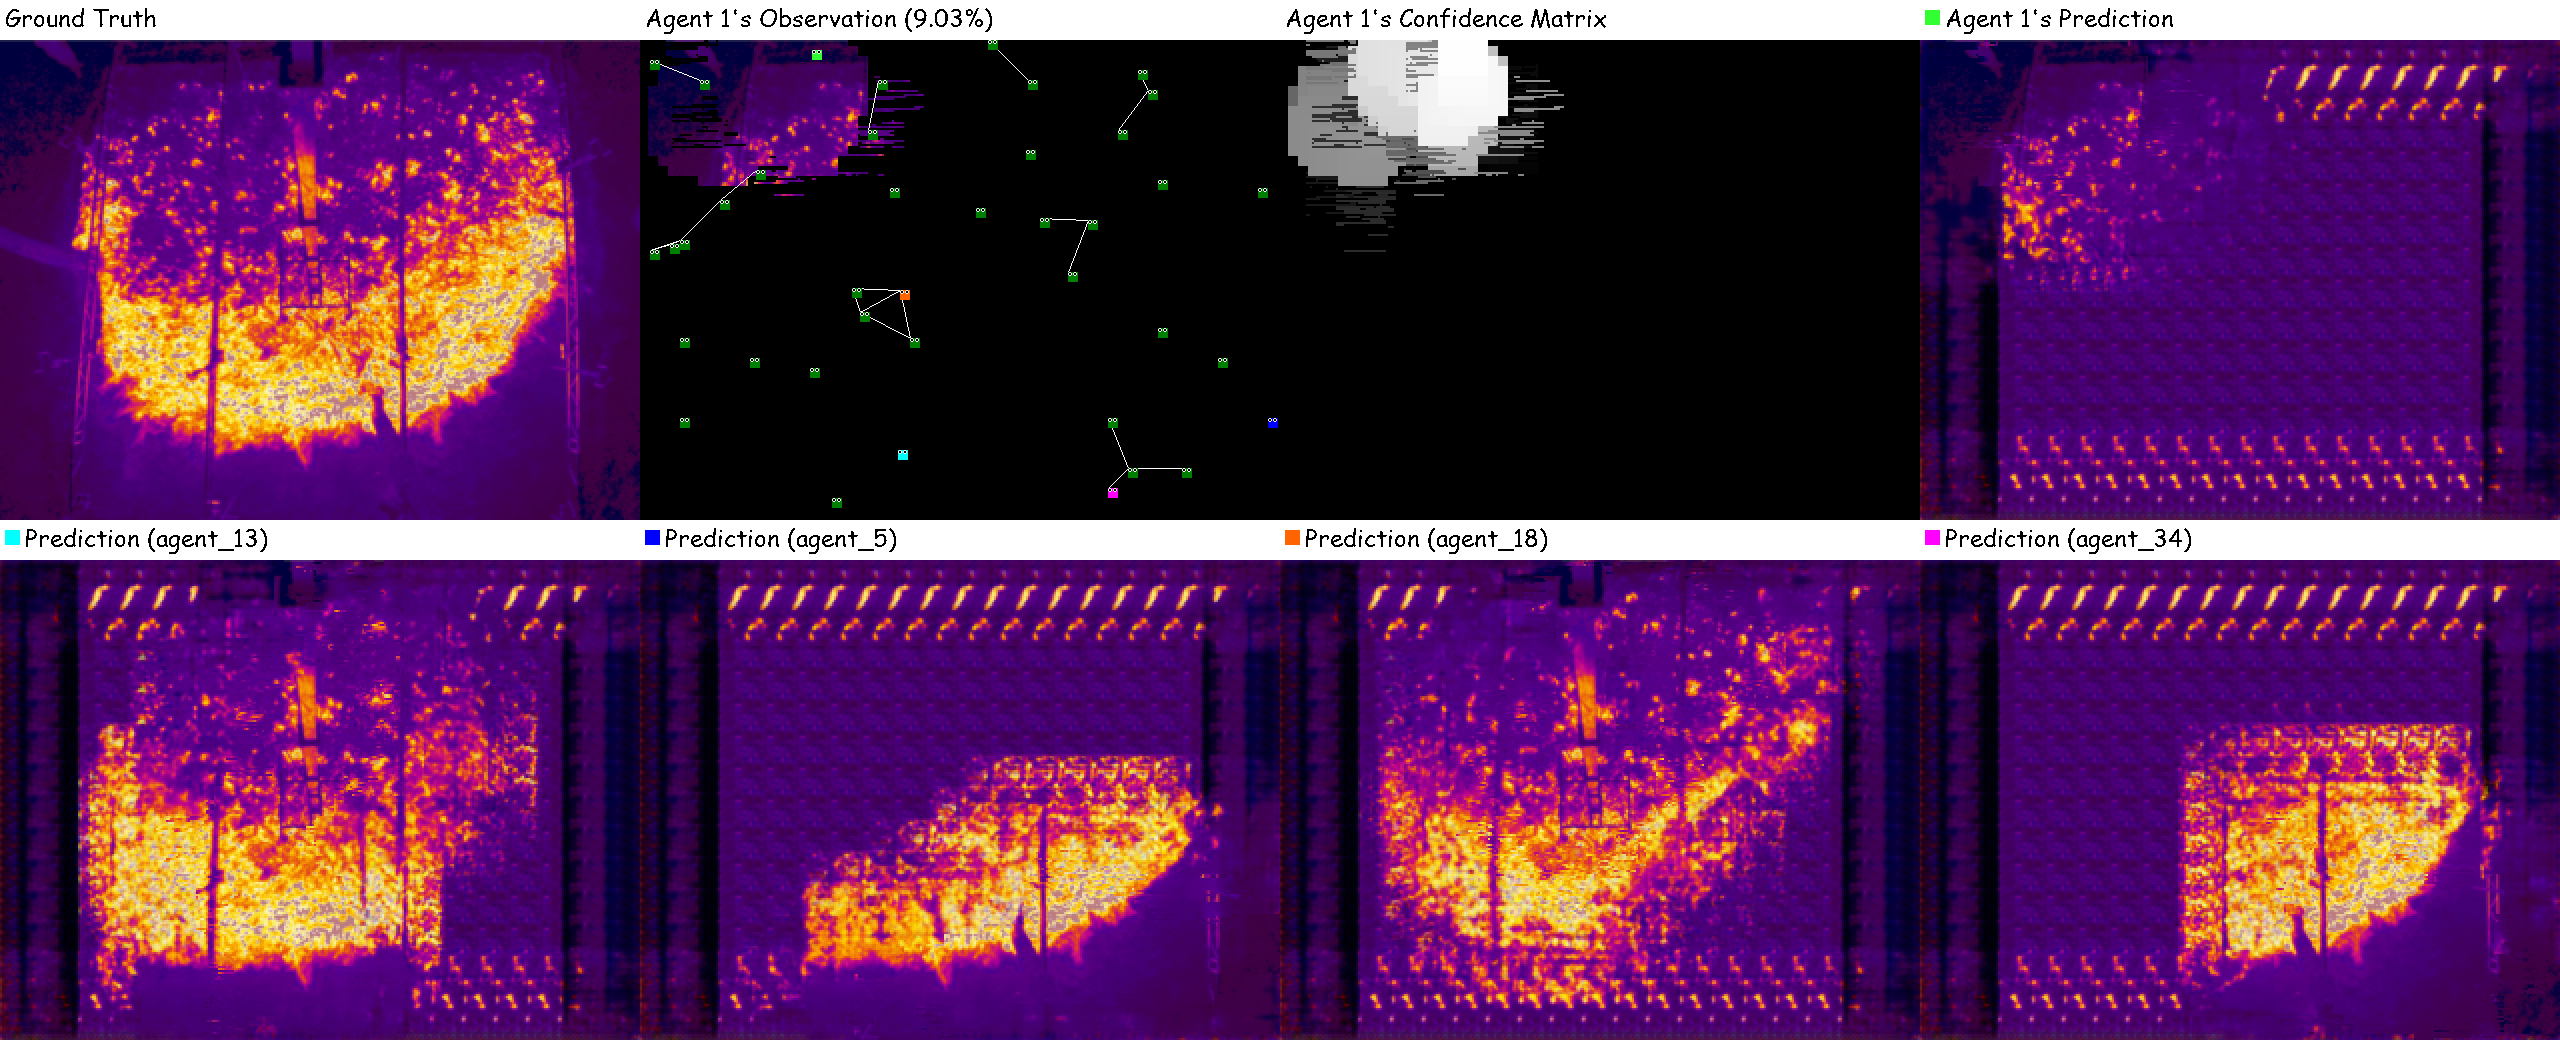 Ground Truth
Agent 1's Observation (9.03%)
Agent 1's Confidence Matrix
Agent 1's Prediction
Prediction (agent_13)
Prediction (agent_5)
Prediction (agent_18)
Prediction (agent_34)